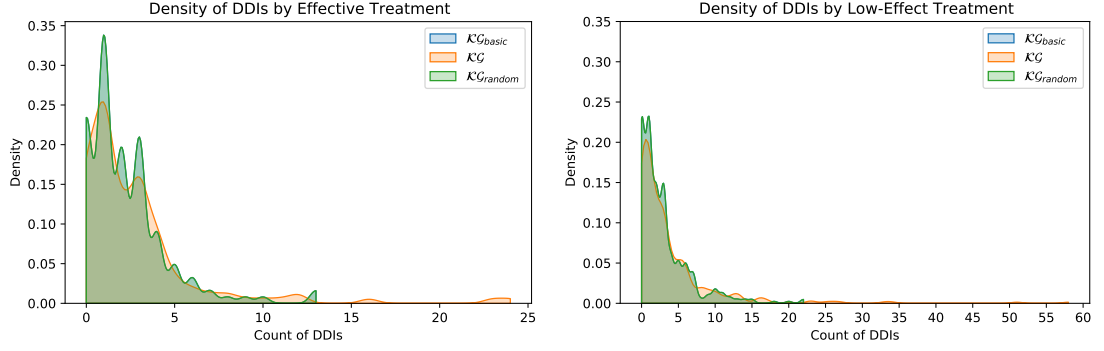 Density of DDIs by Effective Treatment
Density
0.35
0.30
0.25
0.20
0.15
0.10
0.05
0.00
0
5
10
15
20
25
Count of DDIs
𝒦𝒢basic
𝒦𝒢
𝒦𝒢random
Density of DDIs by Low-Effect Treatment
Density
0.35
0.30
0.25
0.20
0.15
0.10
0.05
0.00
0
5
10
15
20
25
30
35
40
45
50
55
60
Count of DDIs
𝒦𝒢basic
𝒦𝒢
𝒦𝒢random